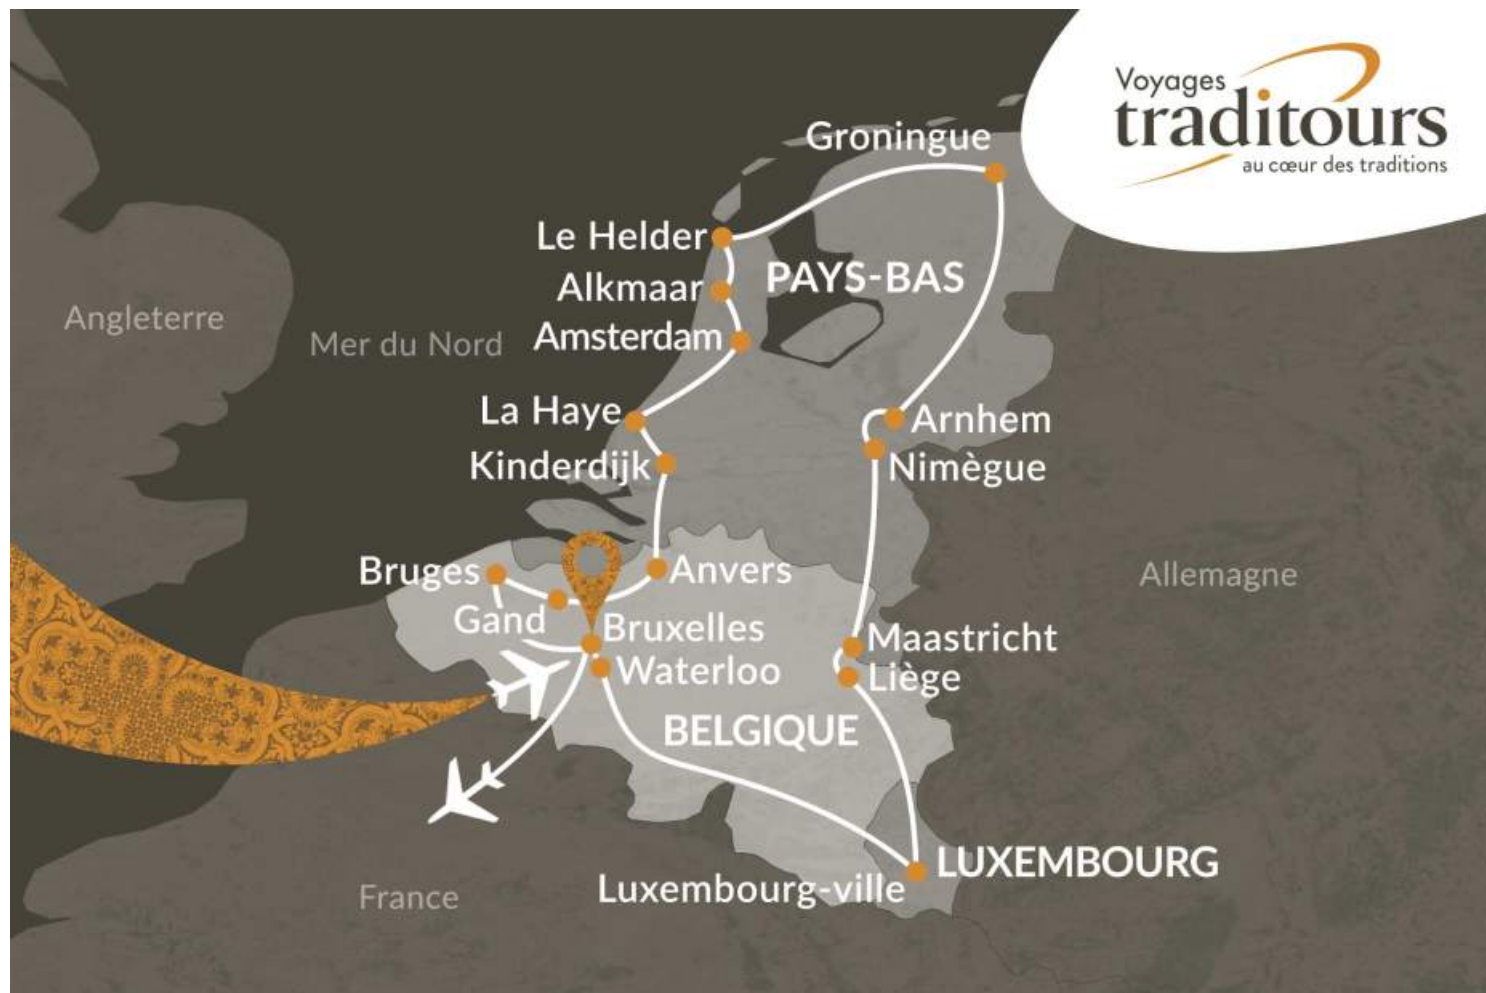 Voyages
traditours
au cœur des traditions
Groningue
Le Helder
PAYS-BAS
Alkmaar
Angleterre
Mer du Nord
Amsterdam
La Haye
Arnhem
Kinderdijk
Nimègue
Bruges
Anvers
Allemagne
Gand
Bruxelles
Maastricht
Waterloo
Liège
BELGIQUE
LUXEMBOURG
Luxembourg-ville
France